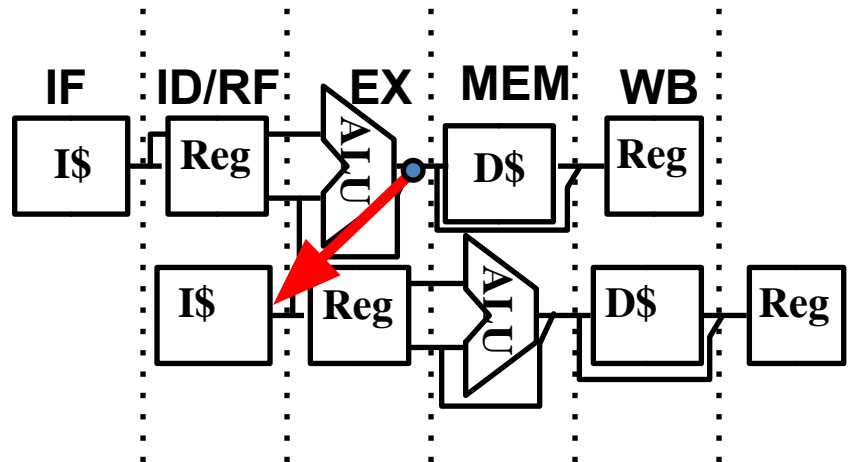 IF ID/RF EX MEM WB
I$ Reg ALU D$ Reg
I$ Reg ALU D$ Reg